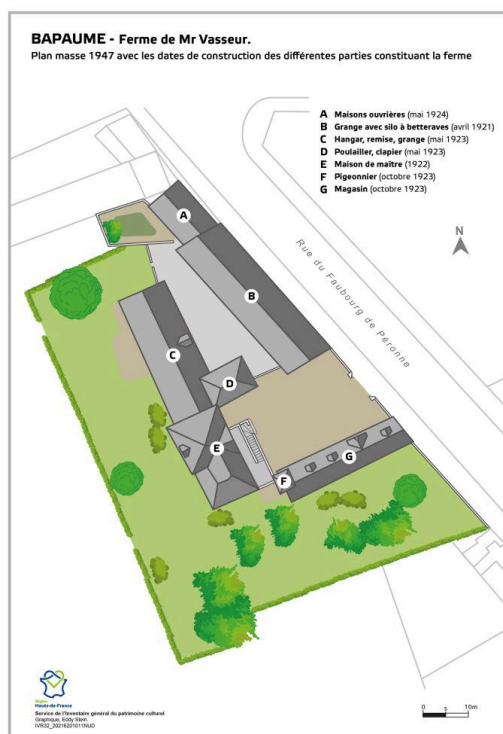 BAPAUME - Ferme de Mr Vasseur.
Plan masse 1947 avec les dates de construction des différentes parties constituant la ferme
A Maisons ouvrières (mai 1924)
B Grange avec silo à betteraves (avril 1921)
C Hangar, remise, grange (mai 1923)
D Poulailler, clapier (mai 1923)
E Maison de maître (1922)
F Pigeonnier (octobre 1923)
G Magasin (octobre 1923)
N
Rue du Faubourg de Péronne
A
B
C
D
E
F
G
Région
Hauts-de-France
Service de l'Inventaire général du patrimoine culturel
Graphique, Eddy Stein.
IVR32_20216201011NUD
0 5 10m